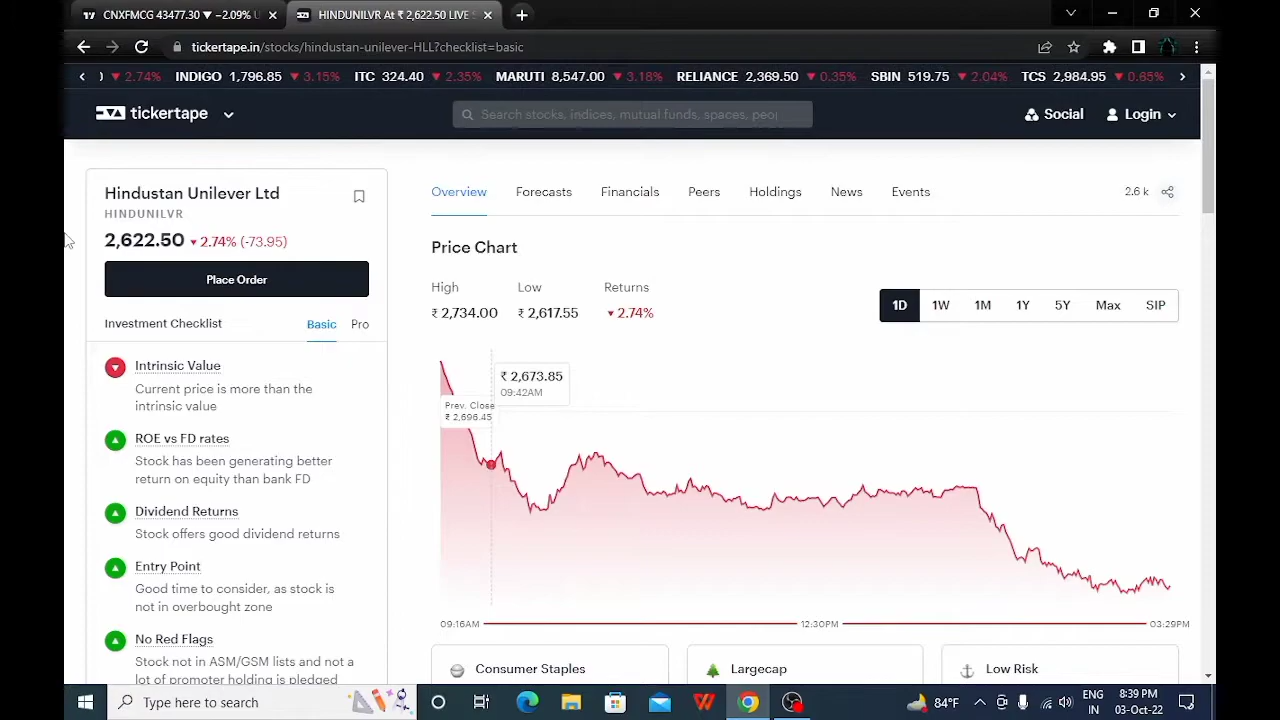 CNXFMCG 43477.30 ▼ −2.09% U
HINDUNILVR At ₹ 2,622.50 LIVE S
tickertape.in/stocks/hindustan-unilever-HLL?checklist=basic
▼ 2.74% INDIGO 1,796.85 ▼ 3.15% ITC 324.40 ▼ 2.35% MARUTI 8,547.00 ▼ 3.18% RELIANCE 2,369.50 ▼ 0.35% SBIN 519.75 ▼ 2.04% TCS 2,984.95 ▼ 0.65%
tickertape
Search stocks, indices, mutual funds, spaces, peo
Social
Login
Hindustan Unilever Ltd
HINDUNILVR
2,622.50 ▼ 2.74% (-73.95)
Place Order
Investment Checklist Basic Pro
Intrinsic Value
Current price is more than the
intrinsic value
ROE vs FD rates
Stock has been generating better
return on equity than bank FD
Dividend Returns
Stock offers good dividend returns
Entry Point
Good time to consider, as stock is
not in overbought zone
No Red Flags
Stock not in ASM/GSM lists and not a
lot of promoter holding is pledged
Overview Forecasts Financials Peers Holdings News Events 2.6 k
Price Chart
High Low Returns
₹ 2,734.00 ₹ 2,617.55 ▼ 2.74%
1D 1W 1M 1Y 5Y Max SIP
₹ 2,673.85
09:42AM
Prev. Close
₹ 2,696.45
09:16AM 12:30PM 03:29PM
Consumer Staples Largecap Low Risk
Type here to search
84°F
ENG
IN
8:39 PM
03-Oct-22